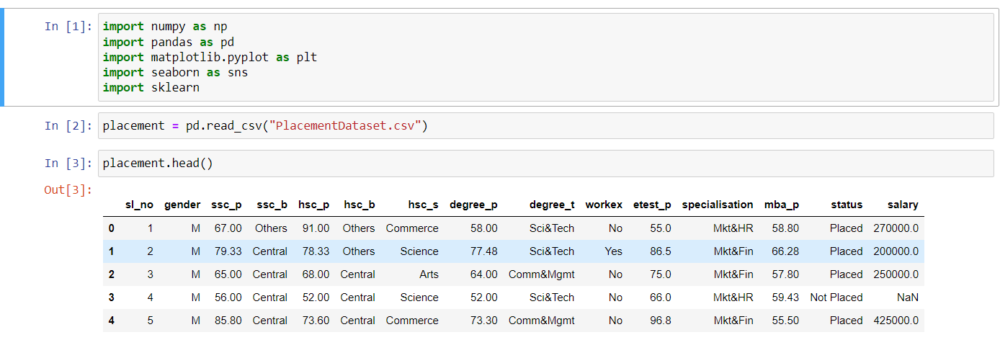 In [1]: import numpy as np
import pandas as pd
import matplotlib.pyplot as plt
import seaborn as sns
import sklearn
In [2]: placement = pd.read_csv("PlacementDataset.csv")
In [3]: placement.head()
Out[3]:
sl_no gender ssc_p ssc_b hsc_p hsc_b hsc_s degree_p degree_t workex etest_p specialisation mba_p status salary
0 1 M 67.00 Others 91.00 Others Commerce 58.00 Sci&Tech No 55.0 Mkt&HR 58.80 Placed 270000.0
1 2 M 79.33 Central 78.33 Others Science 77.48 Sci&Tech Yes 86.5 Mkt&Fin 66.28 Placed 200000.0
2 3 M 65.00 Central 68.00 Central Arts 64.00 Comm&Mgmt No 75.0 Mkt&Fin 57.80 Placed 250000.0
3 4 M 56.00 Central 52.00 Central Science 52.00 Sci&Tech No 66.0 Mkt&HR 59.43 Not Placed NaN
4 5 M 85.80 Central 73.60 Central Commerce 73.30 Comm&Mgmt No 96.8 Mkt&Fin 55.50 Placed 425000.0